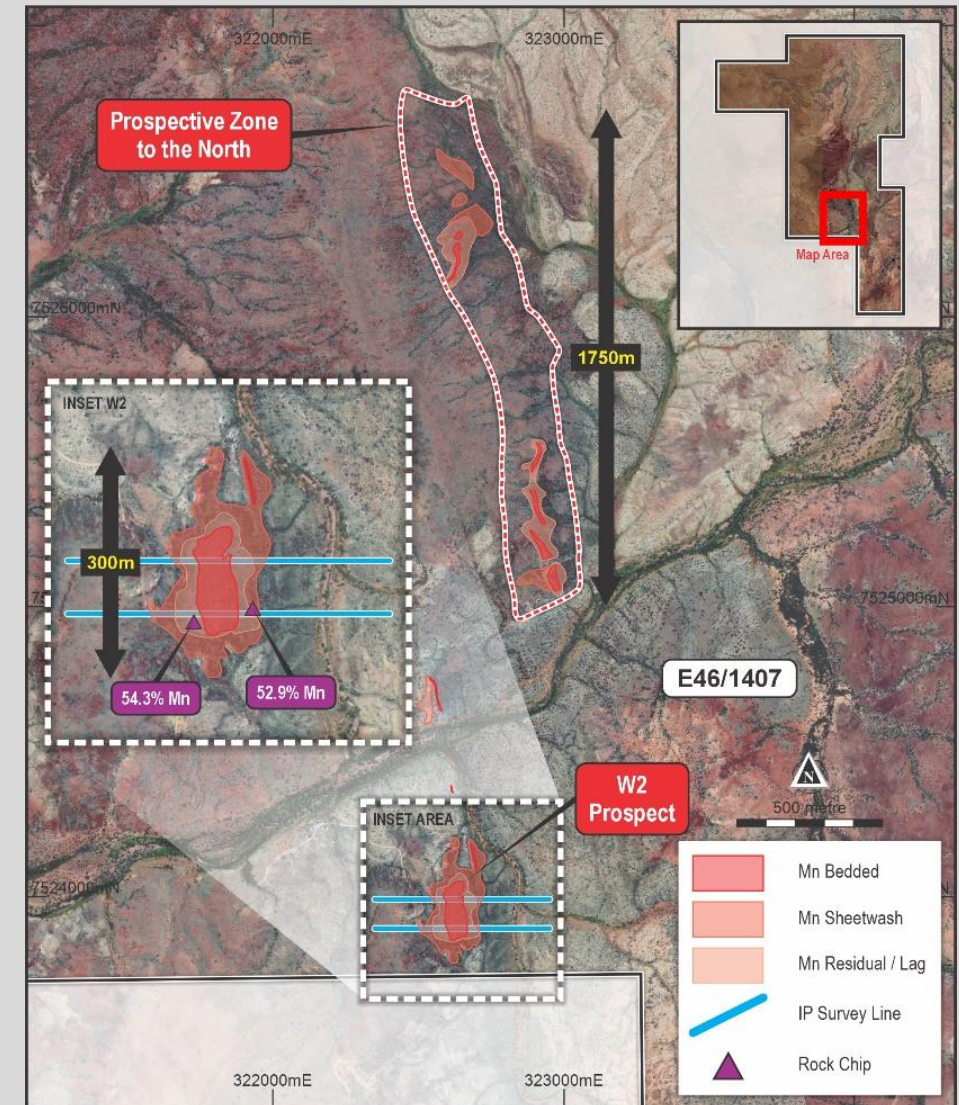 322000mE
323000mE
Prospective Zone
to the North
Map Area
7526000mN
1750m
INSET W2
300m
54.3% Mn
52.9% Mn
7525000mN
E46/1407
N
500 metre
W2
Prospect
INSET AREA
7524000mN
Mn Bedded
Mn Sheetwash
Mn Residual / Lag
IP Survey Line
Rock Chip
322000mE
323000mE